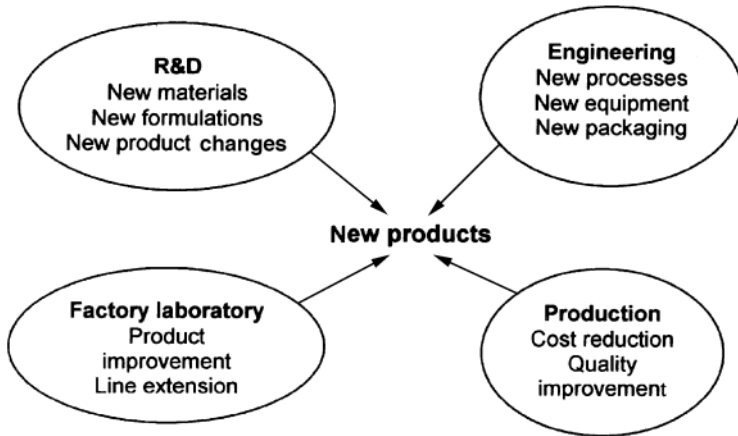 R&D
New materials
New formulations
New product changes
Engineering
New processes
New equipment
New packaging
New products
Factory laboratory
Product
improvement
Line extension
Production
Cost reduction
Quality
improvement